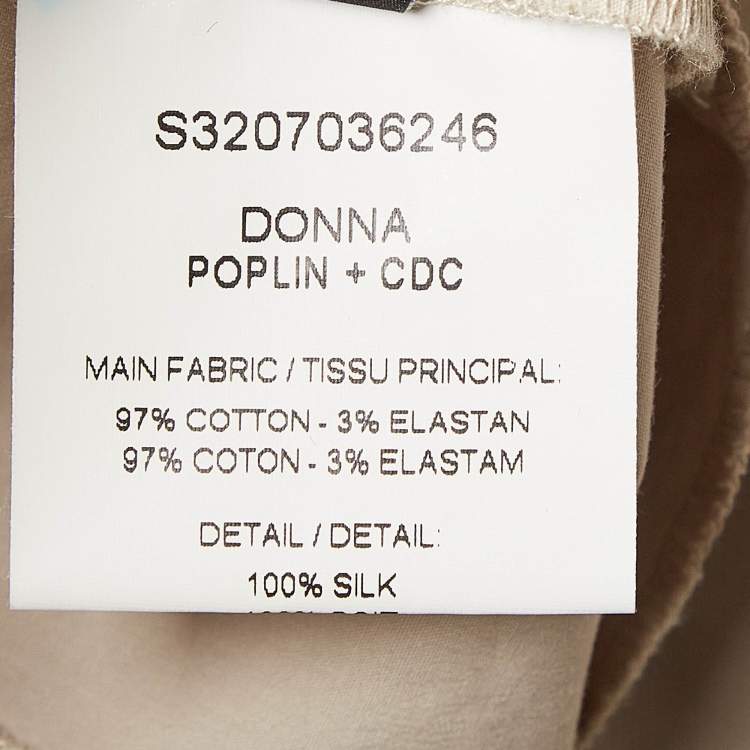 S3207036246
DONNA
POPLIN + CDC
MAIN FABRIC / TISSU PRINCIPAL:
97% COTTON - 3% ELASTAN
97% COTON - 3% ELASTAM
DETAIL / DETAIL:
100% SILK